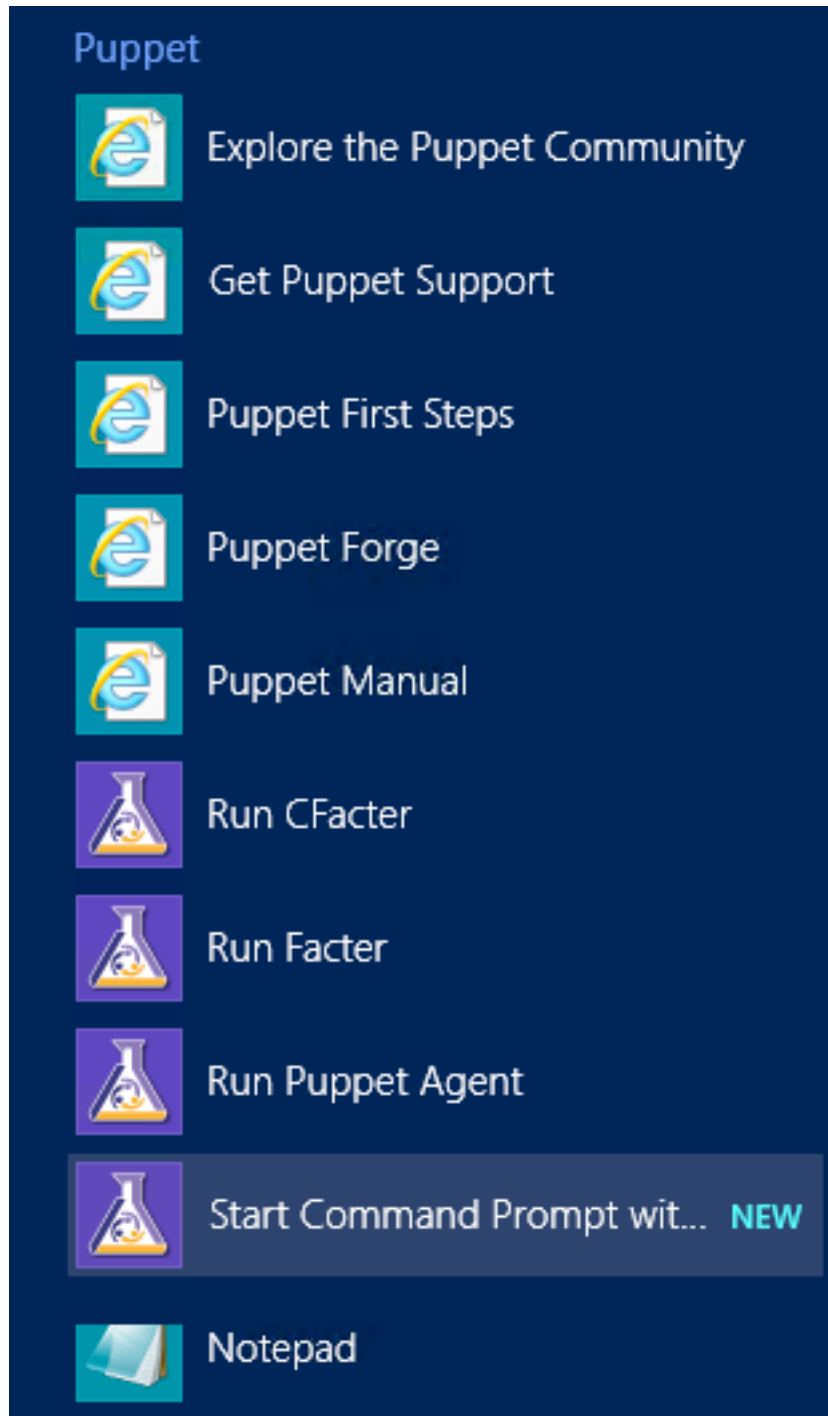 Puppet
Explore the Puppet Community
Get Puppet Support
Puppet First Steps
Puppet Forge
Puppet Manual
Run CFacter
Run Facter
Run Puppet Agent
Start Command Prompt wit... NEW
Notepad